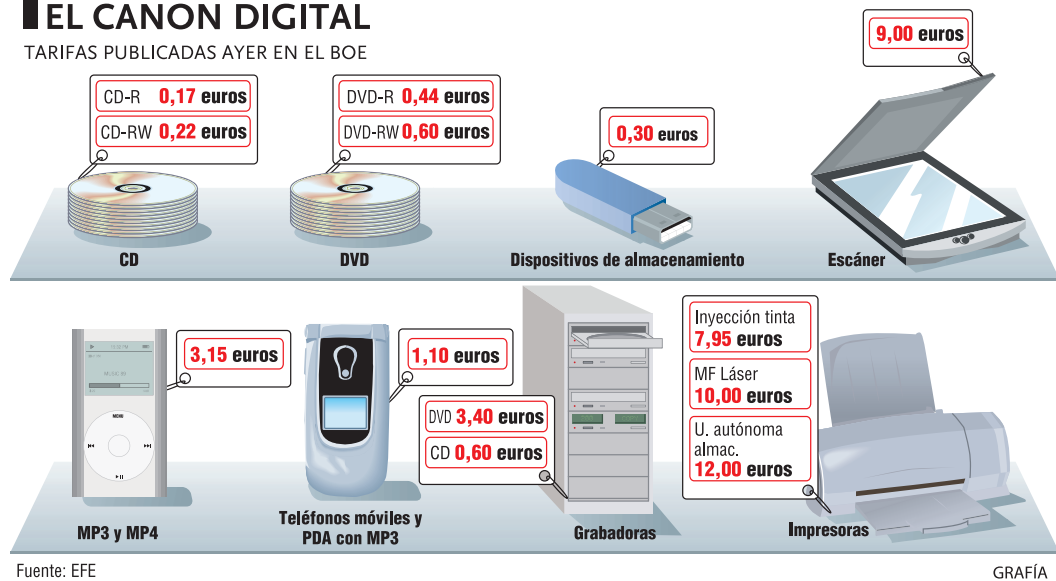 EL CANON DIGITAL
TARIFAS PUBLICADAS AYER EN EL BOE
CD-R 0,17 euros
CD-RW 0,22 euros
CD
DVD-R 0,44 euros
DVD-RW 0,60 euros
DVD
0,30 euros
Dispositivos de almacenamiento
9,00 euros
Escáner
3,15 euros
MENU
MP3 y MP4
1,10 euros
Teléfonos móviles y
PDA con MP3
DVD 3,40 euros
CD 0,60 euros
Grabadoras
Inyección tinta
7,95 euros
MF Láser
10,00 euros
U. autónoma
almac.
12,00 euros
Impresoras
Fuente: EFE
GRAFÍA